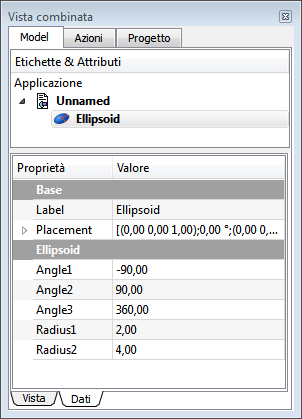 Vista combinata
Model Azioni Progetto
Etichette & Attributi
Applicazione
Unnamed
Ellipsoid
Proprietà Valore
Base
Label Ellipsoid
Placement [(0,00 0,00 1,00);0,00 °;(0,00 0,...
Ellipsoid
Angle1 -90,00
Angle2 90,00
Angle3 360,00
Radius1 2,00
Radius2 4,00
Vista Dati